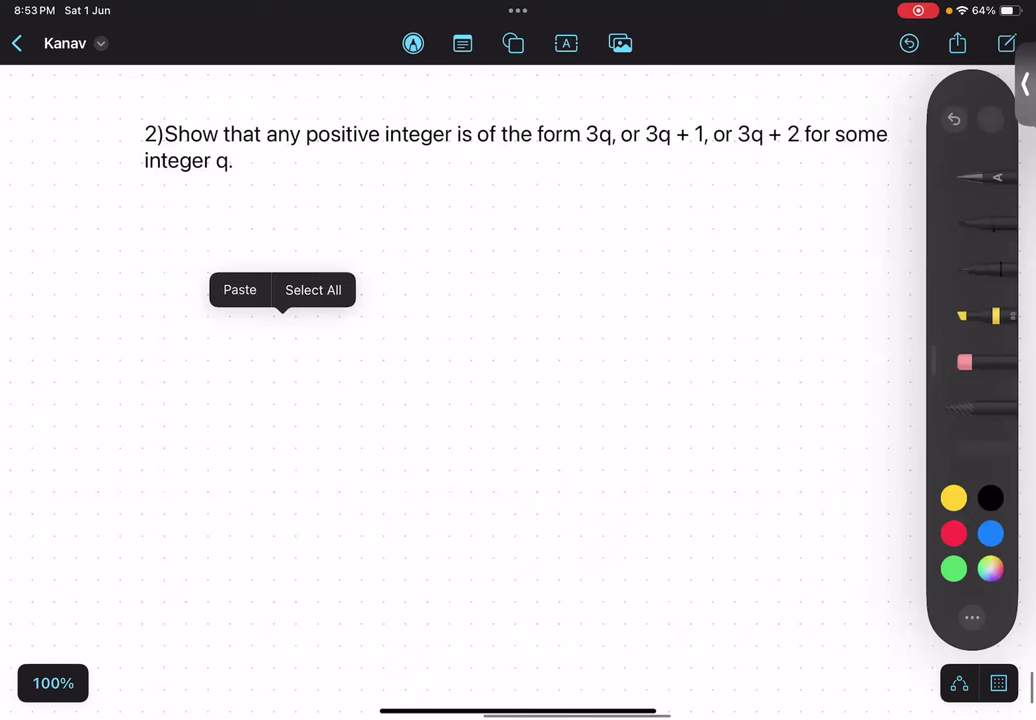 8:53 PM Sat 1 Jun
64%
Kanav
A
A
2)Show that any positive integer is of the form 3q, or 3q + 1, or 3q + 2 for some
integer q.
Paste Select All
100%